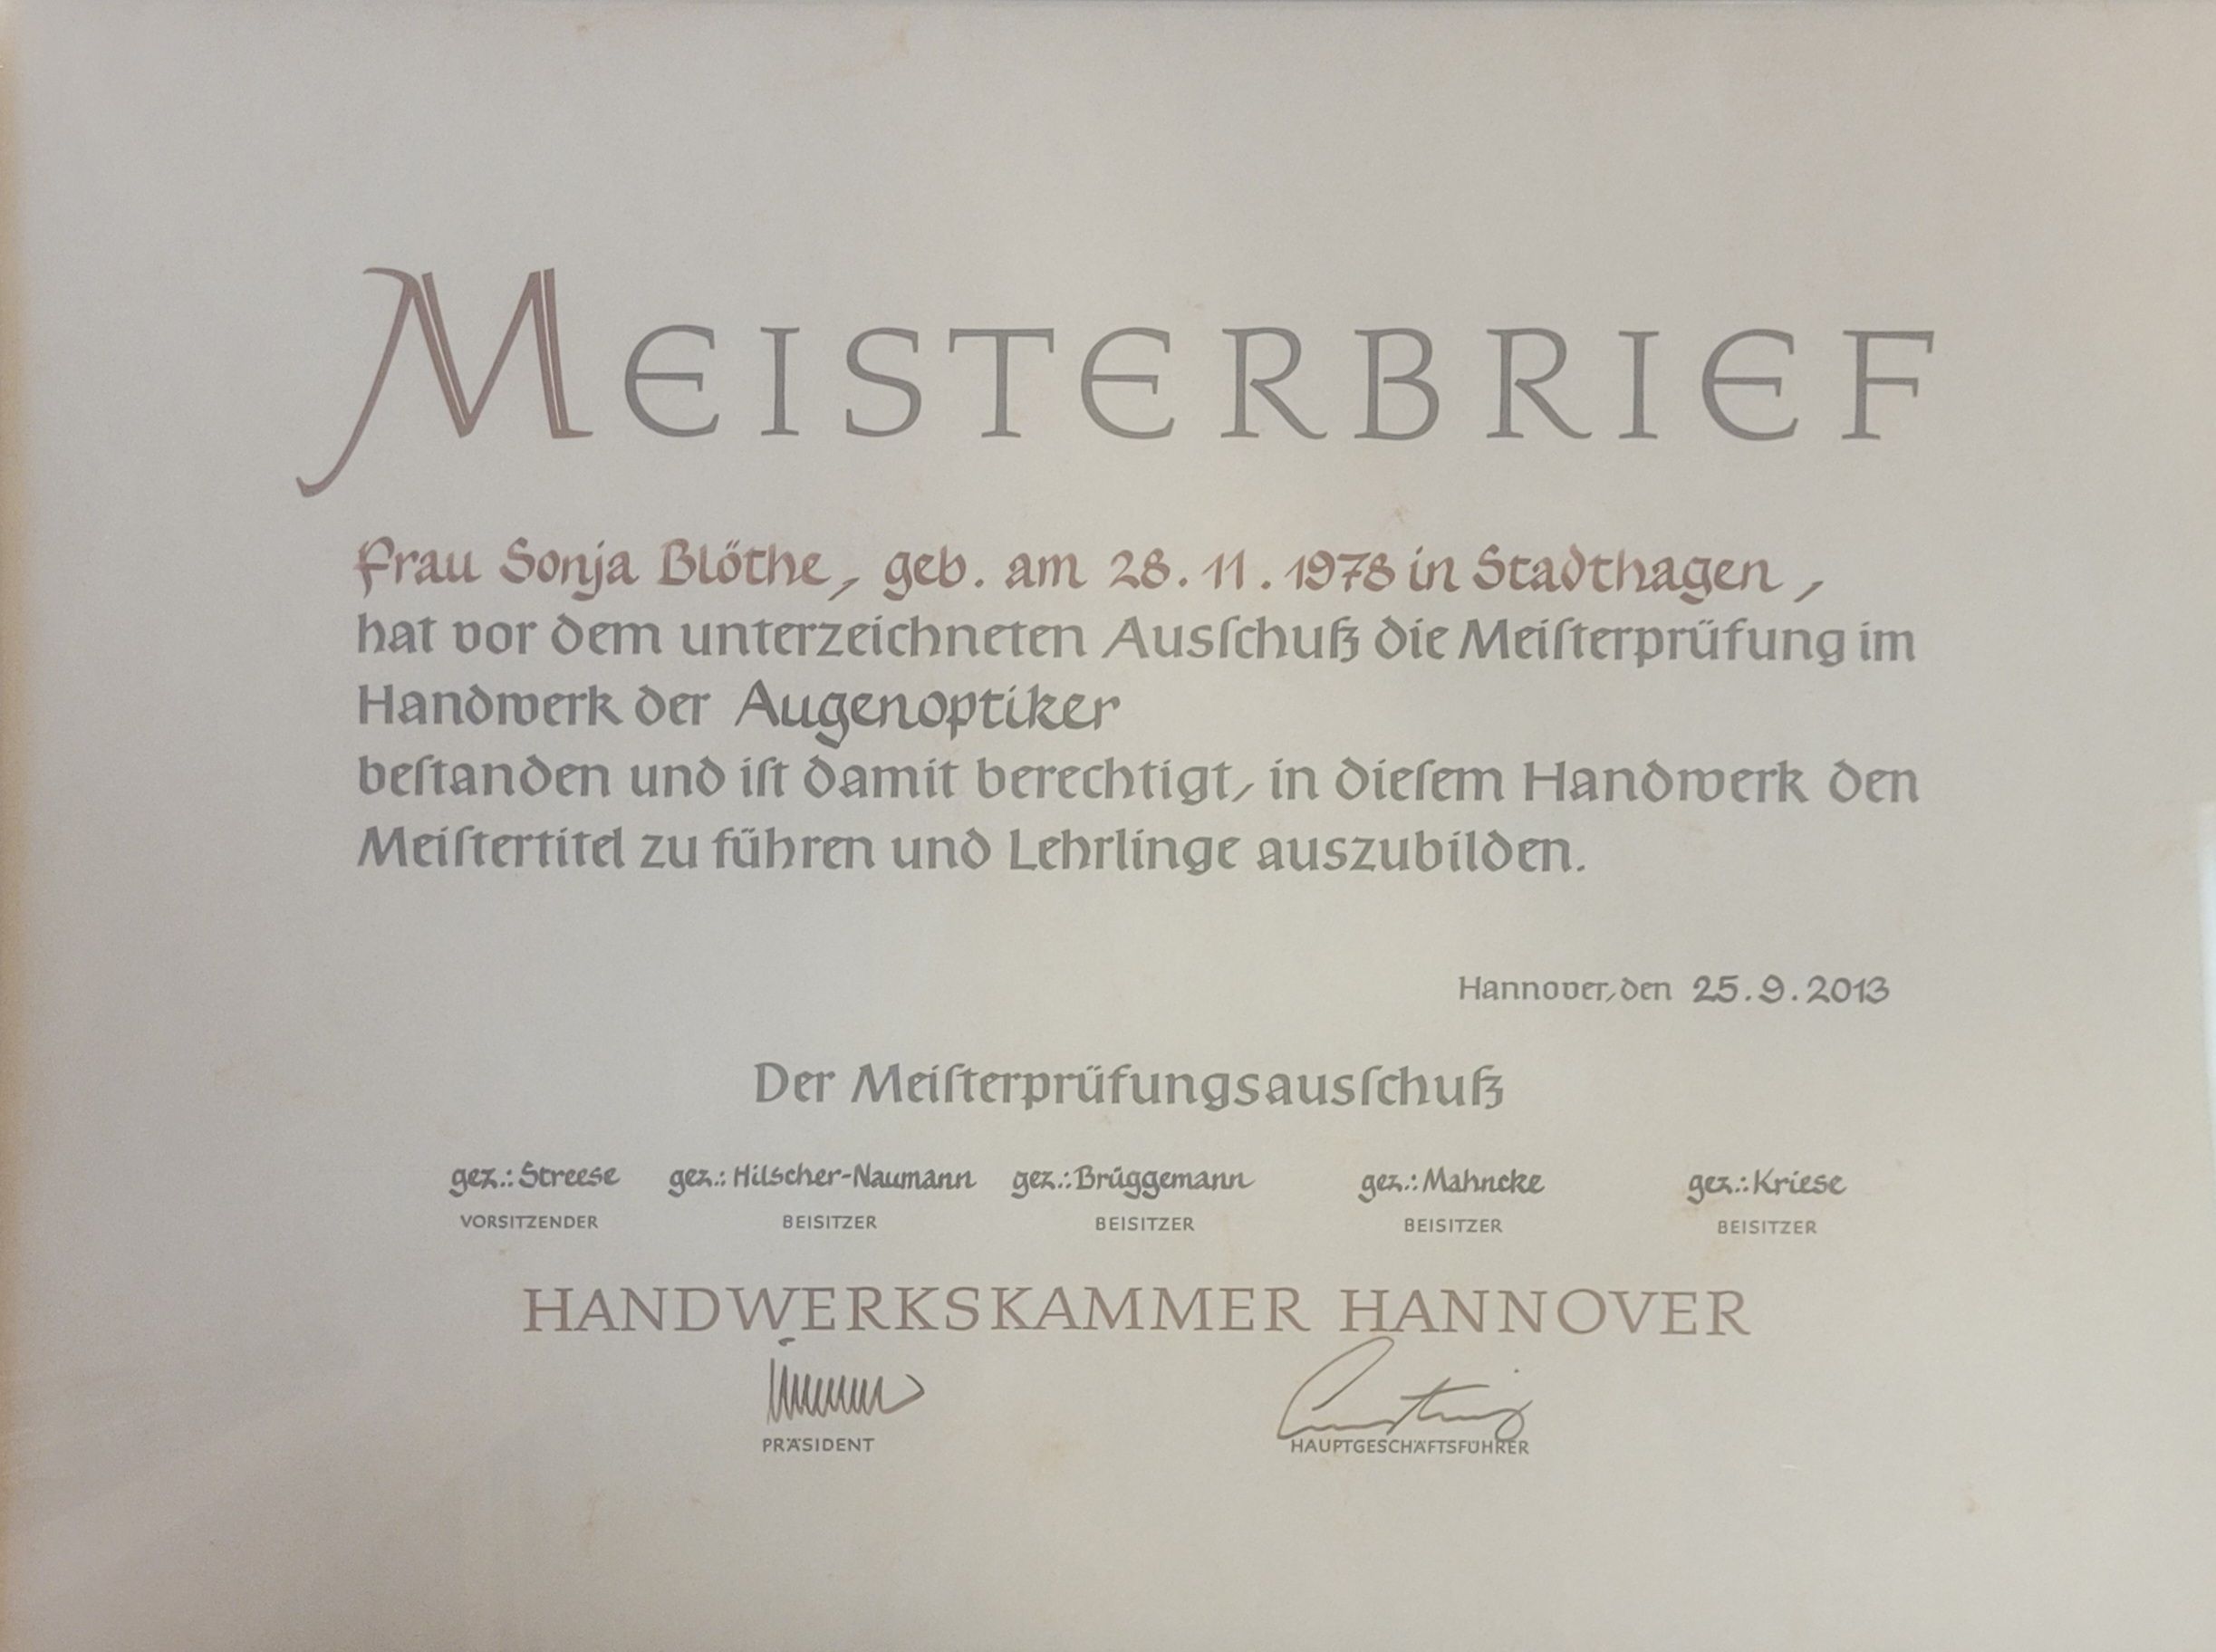 MEISTERBRIEF
Frau Sonja Blöthe, geb. am 28.11.1978 in Stadthagen,
hat vor dem unterzeichneten Ausſchuß die Meiſterprüfung im
Handwerk der Augenoptiker
beſtanden und iſt damit berechtigt, in dieſem Handwerk den
Meiſtertitel zu führen und Lehrlinge auszubilden.
Hannover, den 25.9.2013
Der Meiſterprüfungsausſchuß
gez.: Streese gez.: Hilscher-Naumann gez.: Brüggemann gez.: Mahncke gez.: Kriese
VORSITZENDER BEISITZER BEISITZER BEISITZER BEISITZER
HANDWERKSKAMMER HANNOVER
PRÄSIDENT HAUPTGESCHÄFTSFÜHRER